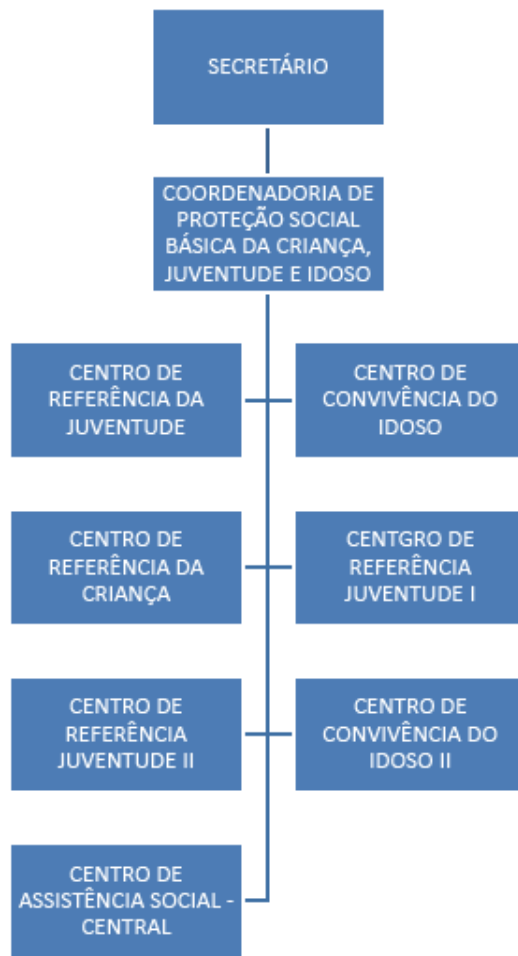 SECRETÁRIO
COORDENADORIA DE
PROTEÇÃO SOCIAL
BÁSICA DA CRIANÇA,
JUVENTUDE E IDOSO
CENTRO DE
REFERÊNCIA DA
JUVENTUDE
CENTRO DE
CONVIVÊNCIA DO
IDOSO
CENTRO DE
REFERÊNCIA DA
CRIANÇA
CENTGRO DE
REFERÊNCIA
JUVENTUDE I
CENTRO DE
REFERÊNCIA
JUVENTUDE II
CENTRO DE
CONVIVÊNCIA DO
IDOSO II
CENTRO DE
ASSISTÊNCIA SOCIAL -
CENTRAL